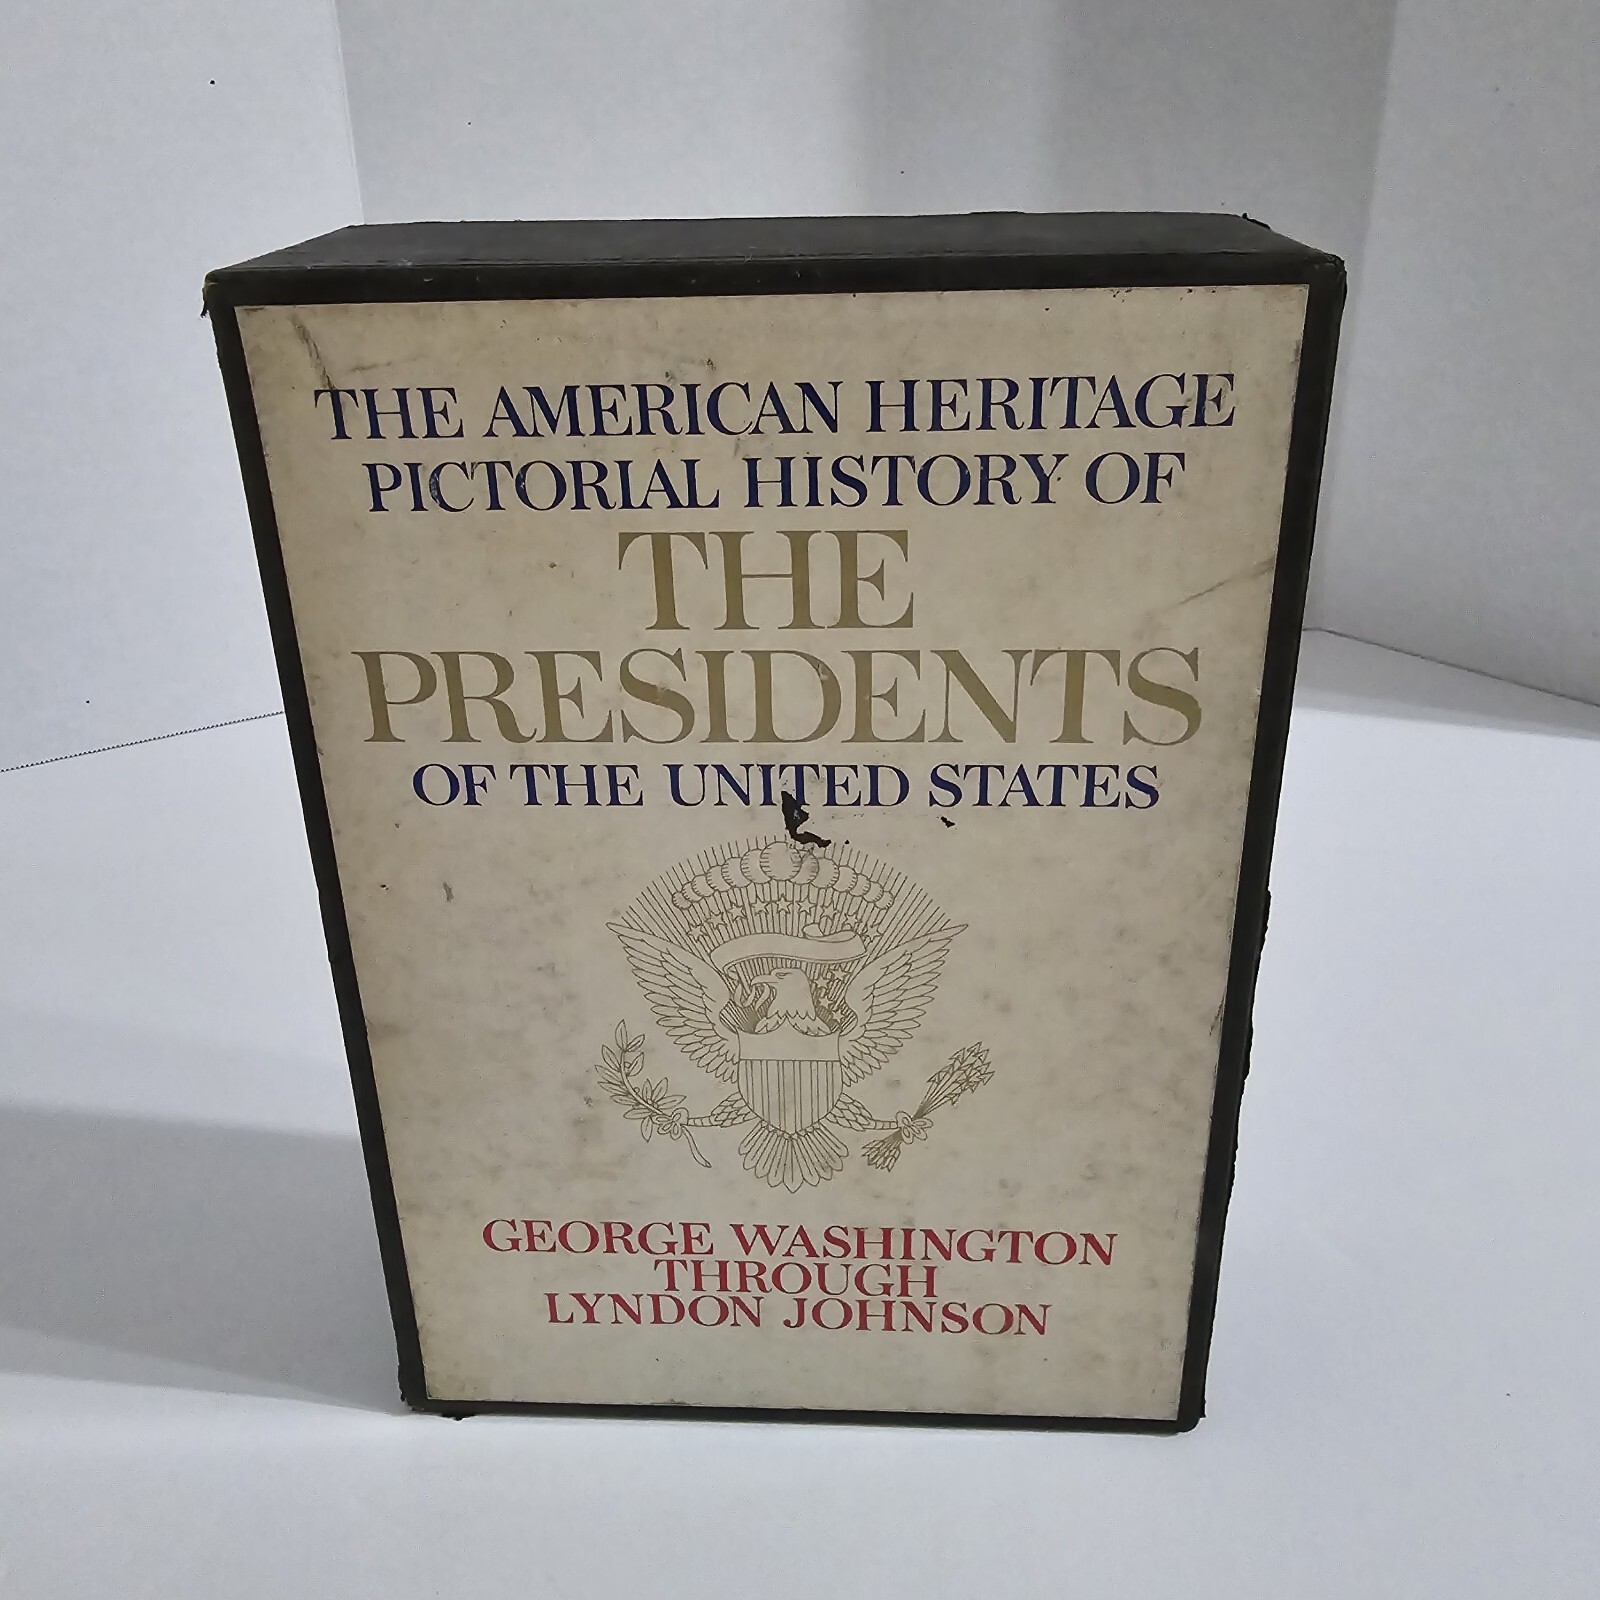 THE AMERICAN HERITAGE
PICTORIAL HISTORY OF
THE
PRESIDENTS
OF THE UNITED STATES
GEORGE WASHINGTON
THROUGH
LYNDON JOHNSON